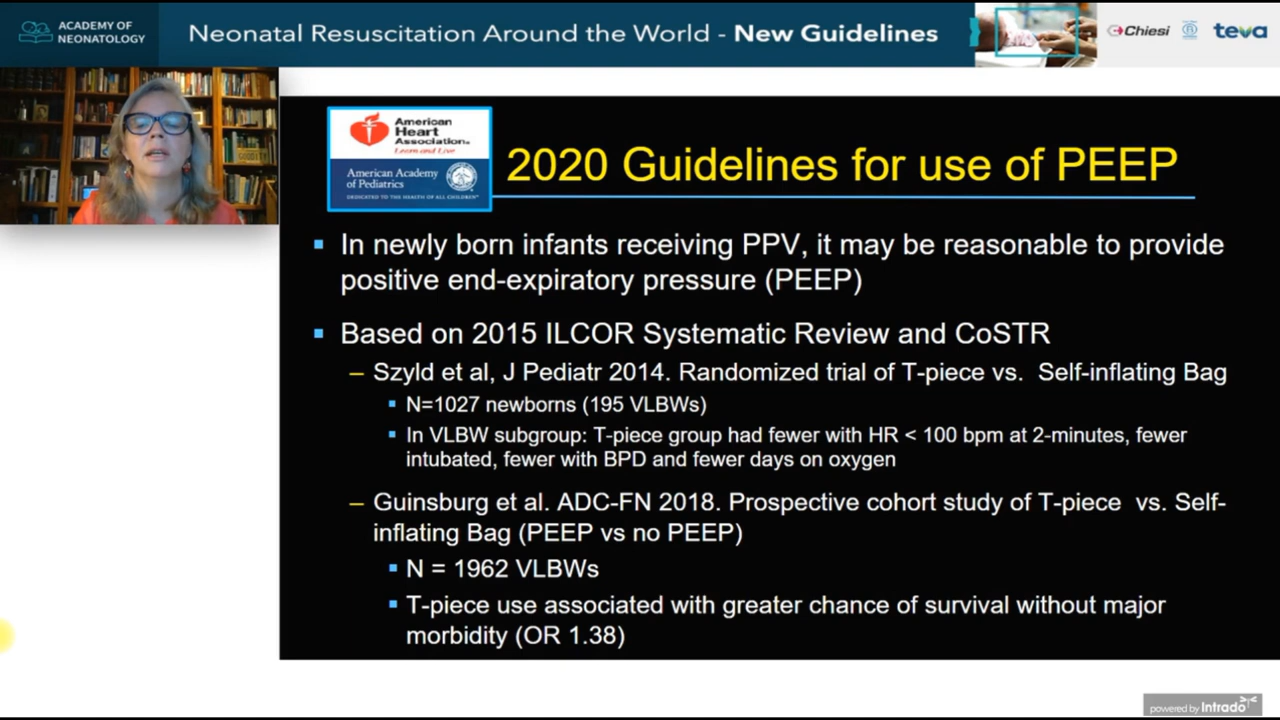 ACADEMY OF
NEONATOLOGY
Neonatal Resuscitation Around the World - New Guidelines
Chiesi
teva
American
Heart
Association
Learn and Live
American Academy
of Pediatrics
DEDICATED TO THE HEALTH OF ALL CHILDREN
2020 Guidelines for use of PEEP
In newly born infants receiving PPV, it may be reasonable to provide
positive end-expiratory pressure (PEEP)
Based on 2015 ILCOR Systematic Review and CoSTR
– Szyld et al, J Pediatr 2014. Randomized trial of T-piece vs. Self-inflating Bag
N=1027 newborns (195 VLBWs)
In VLBW subgroup: T-piece group had fewer with HR < 100 bpm at 2-minutes, fewer
intubated, fewer with BPD and fewer days on oxygen
– Guinsburg et al. ADC-FN 2018. Prospective cohort study of T-piece vs. Self-
inflating Bag (PEEP vs no PEEP)
N = 1962 VLBWs
T-piece use associated with greater chance of survival without major
morbidity (OR 1.38)
powered by Intrado